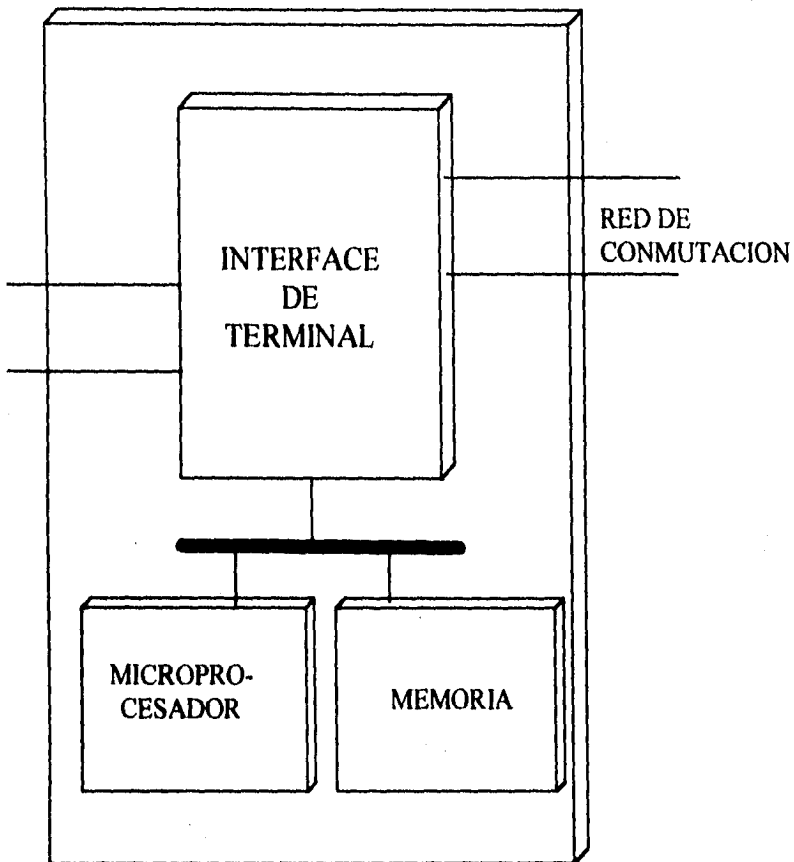 RED DE
CONMUTACION
INTERFACE
DE
TERMINAL
MICROPRO-
CESADOR
MEMORIA